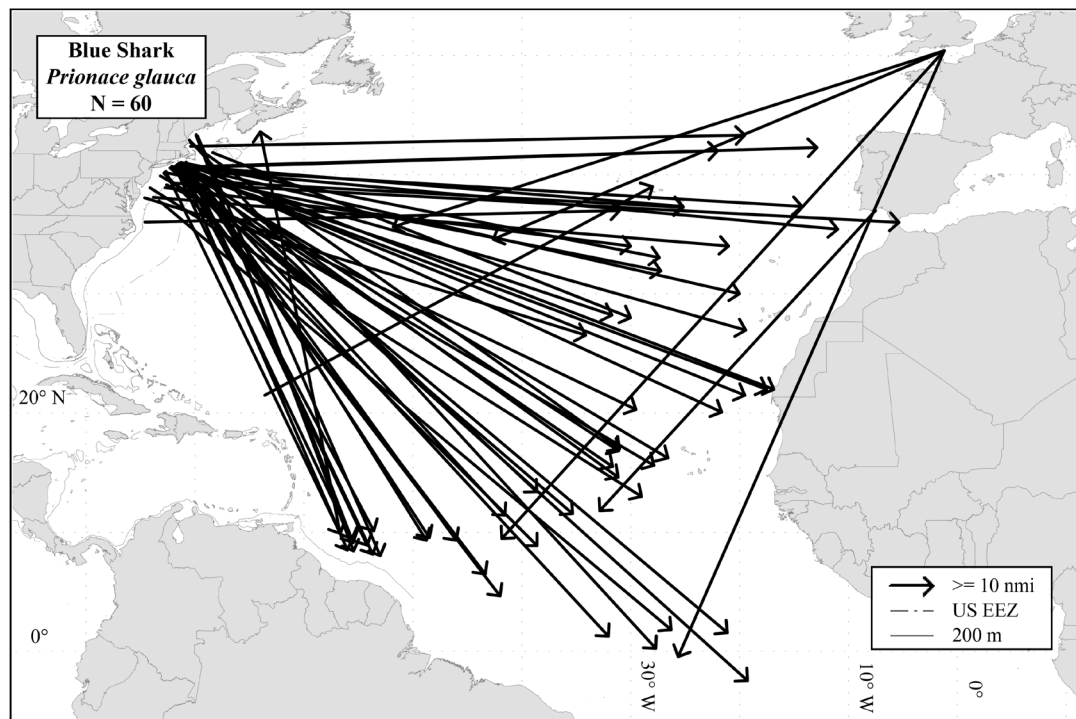 Blue Shark
Prionace glauca
N = 60
20° N
0°
30° W
10° W
0°
>= 10 nmi
US EEZ
200 m